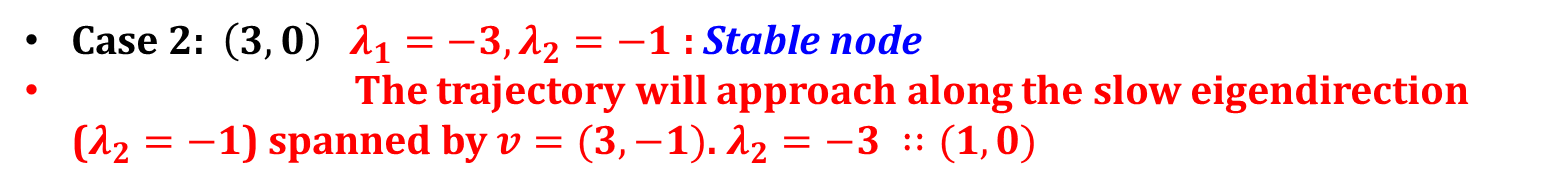 • Case 2: (3, 0) λ₁ = −3, λ₂ = −1 : Stable node
• The trajectory will approach along the slow eigendirection
(λ₂ = −1) spanned by v = (3, −1). λ₂ = −3 :: (1, 0)